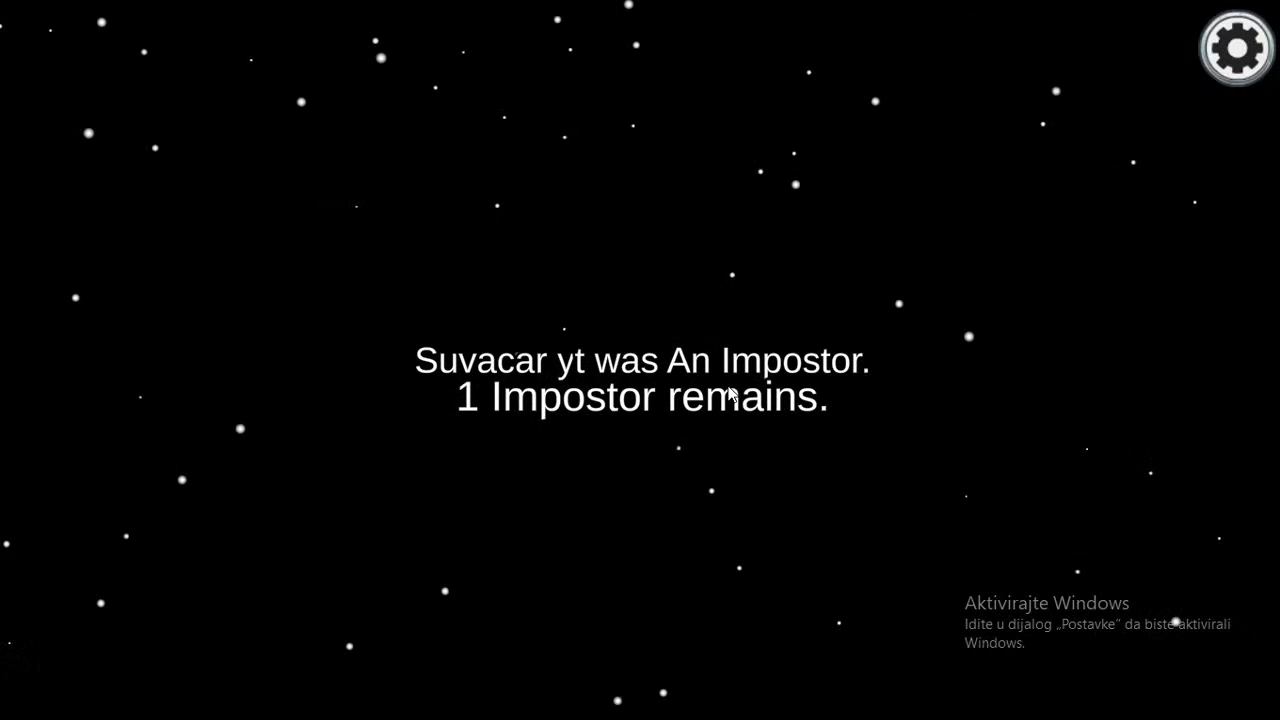 Suvacar yt was An Impostor.
1 Impostor remains.
Aktivirajte Windows
Idite u dijalog „Postavke“ da biste aktivirali
Windows.